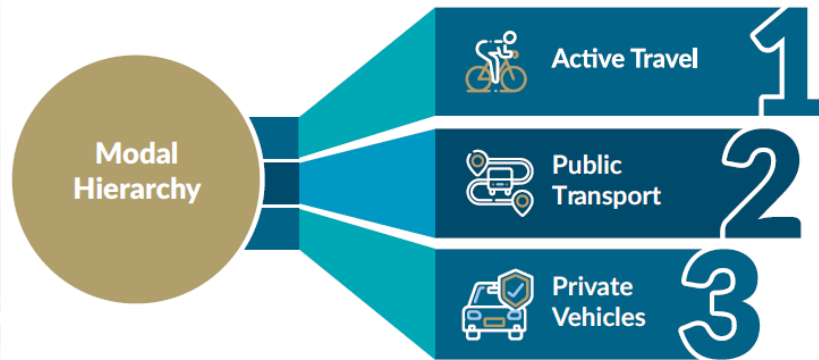 Modal
Hierarchy
Active Travel
1
Public
Transport
2
Private
Vehicles
3